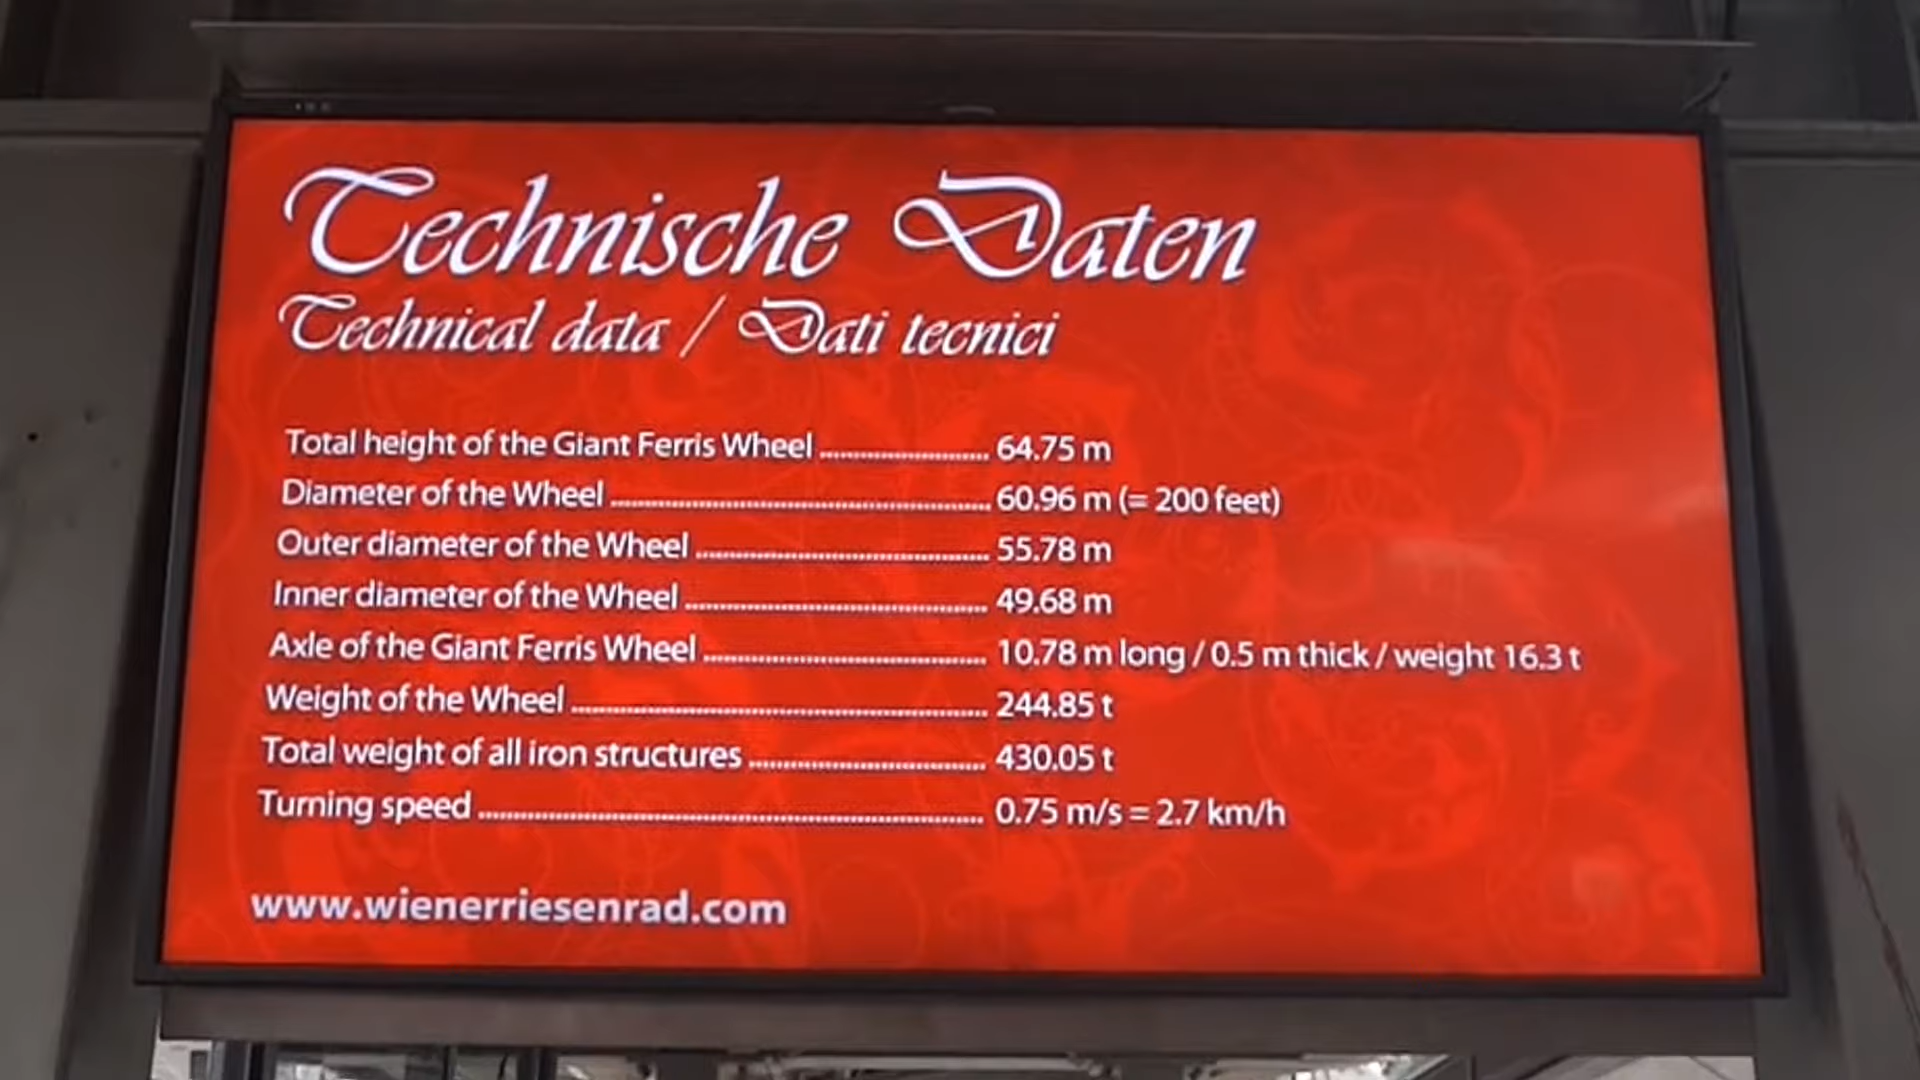 Technische Daten
Technical data / Dati tecnici
Total height of the Giant Ferris Wheel ........................ 64.75 m
Diameter of the Wheel ........................ 60.96 m (= 200 feet)
Outer diameter of the Wheel ........................ 55.78 m
Inner diameter of the Wheel ........................ 49.68 m
Axle of the Giant Ferris Wheel ........................ 10.78 m long / 0.5 m thick / weight 16.3 t
Weight of the Wheel ........................ 244.85 t
Total weight of all iron structures ........................ 430.05 t
Turning speed ........................ 0.75 m/s = 2.7 km/h
www.wienerriesenrad.com